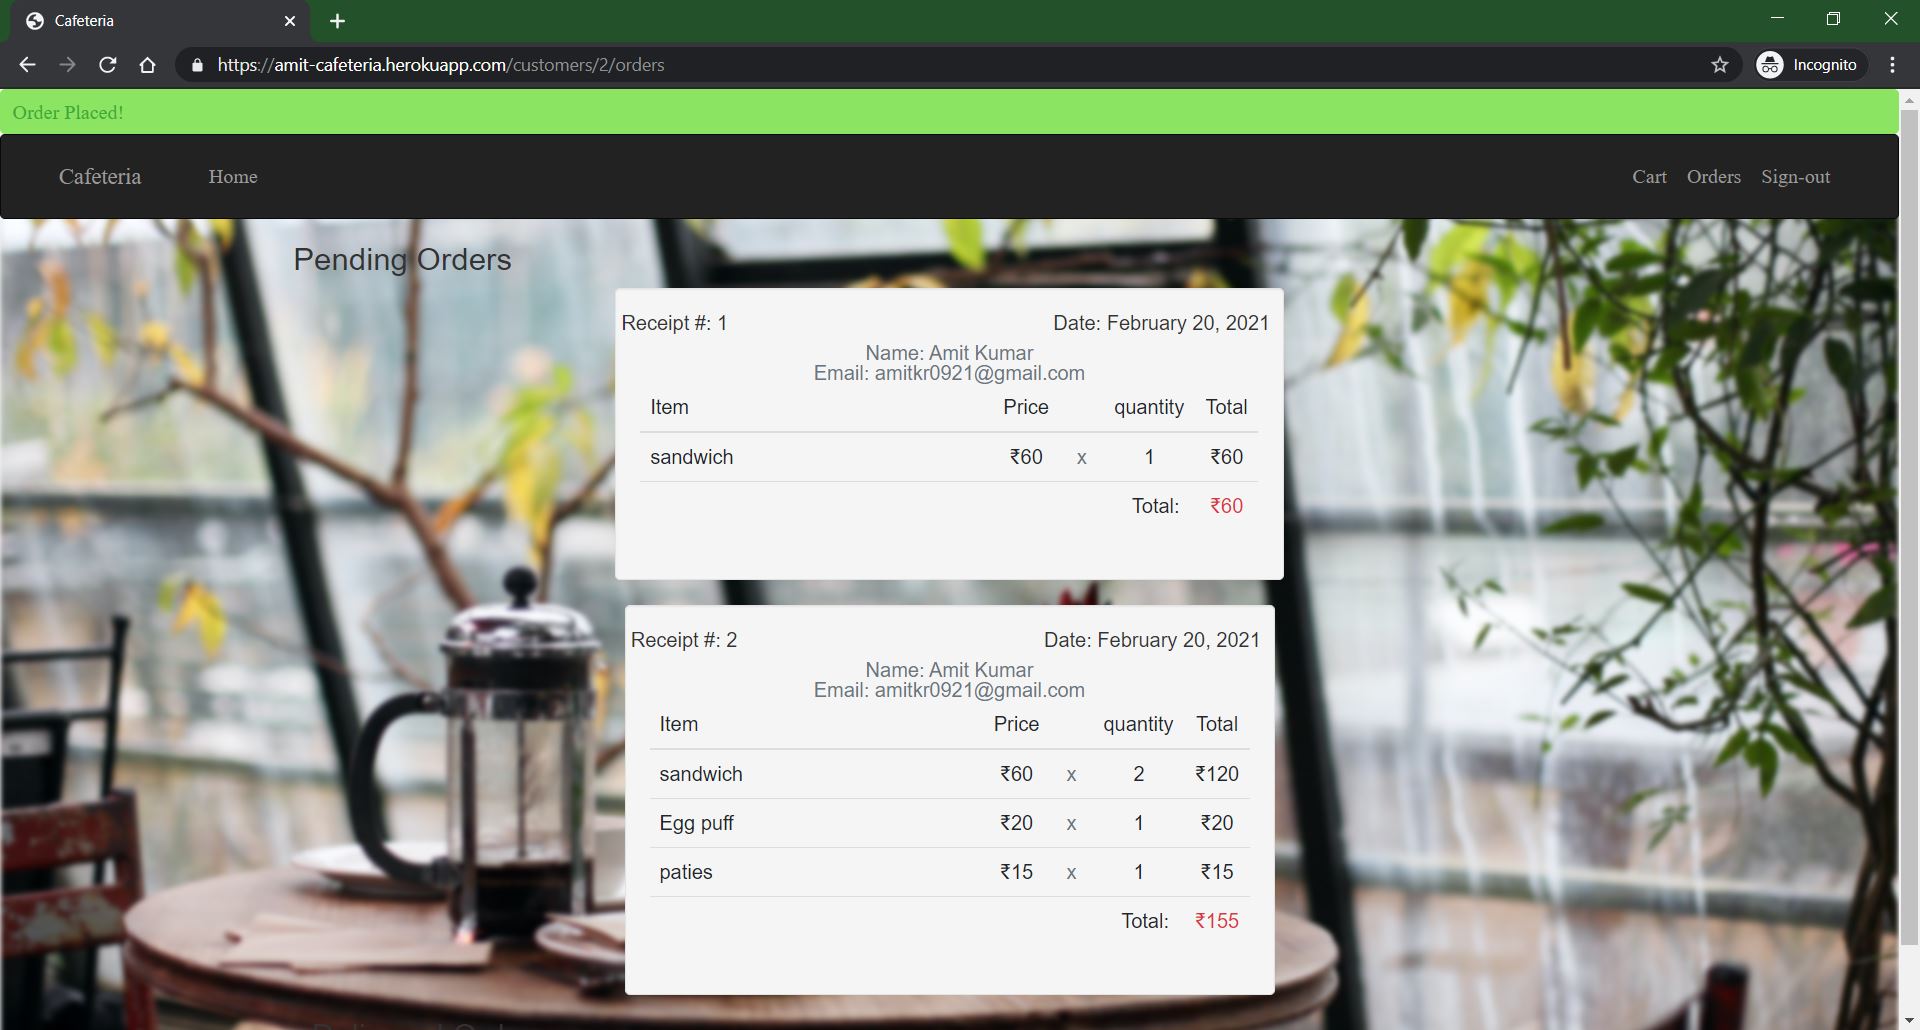 Cafeteria
https://amit-cafeteria.herokuapp.com/customers/2/orders
Incognito
Order Placed!
Cafeteria Home Cart Orders Sign-out
Pending Orders
Receipt #: 1 Date: February 20, 2021
Name: Amit Kumar
Email: amitkr0921@gmail.com
Item Price quantity Total
sandwich ₹60 x 1 ₹60
Total: ₹60
Receipt #: 2 Date: February 20, 2021
Name: Amit Kumar
Email: amitkr0921@gmail.com
Item Price quantity Total
sandwich ₹60 x 2 ₹120
Egg puff ₹20 x 1 ₹20
paties ₹15 x 1 ₹15
Total: ₹155